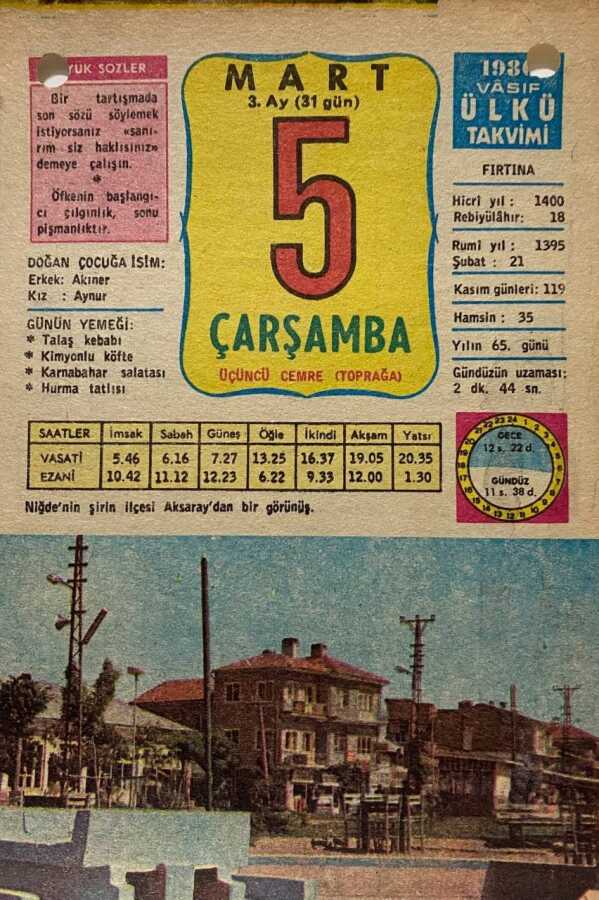 YÜK SÖZLER
Bir tartışmada
son sözü söylemek
istiyorsanız «sanı-
rım siz haklısınız»
demeye çalışın.
*
Öfkenin başlangı-
cı çılgınlık, sonu
pişmanlıktır.
DOĞAN ÇOCUĞA İSİM:
Erkek: Akıner
Kız : Aynur
GÜNÜN YEMEĞİ:
* Talaş kebabı
* Kimyonlu köfte
* Karnabahar salatası
* Hurma tatlısı
MART
3. Ay (31 gün)
5
ÇARŞAMBA
ÜÇÜNCÜ CEMRE (TOPRAĞA)
1980
VÂSIF
ÜLKÜ
TAKVİMİ
FIRTINA
Hicrî yıl : 1400
Rebiyülâhır: 18
Rumî yıl : 1395
Şubat : 21
Kasım günleri: 119
Hamsin : 35
Yılın 65. günü
Gündüzün uzaması:
2 dk. 44 sn.
SAATLER İmsak Sabah Güneş Öğle İkindi Akşam Yatsı
VASATİ 5.46 6.16 7.27 13.25 16.37 19.05 20.35
EZANİ 10.42 11.12 12.23 6.22 9.33 12.00 1.30
GECE
12 s. 22 d.
GÜNDÜZ
11 s. 38 d.
Niğde'nin şirin ilçesi Aksaray'dan bir görünüş.